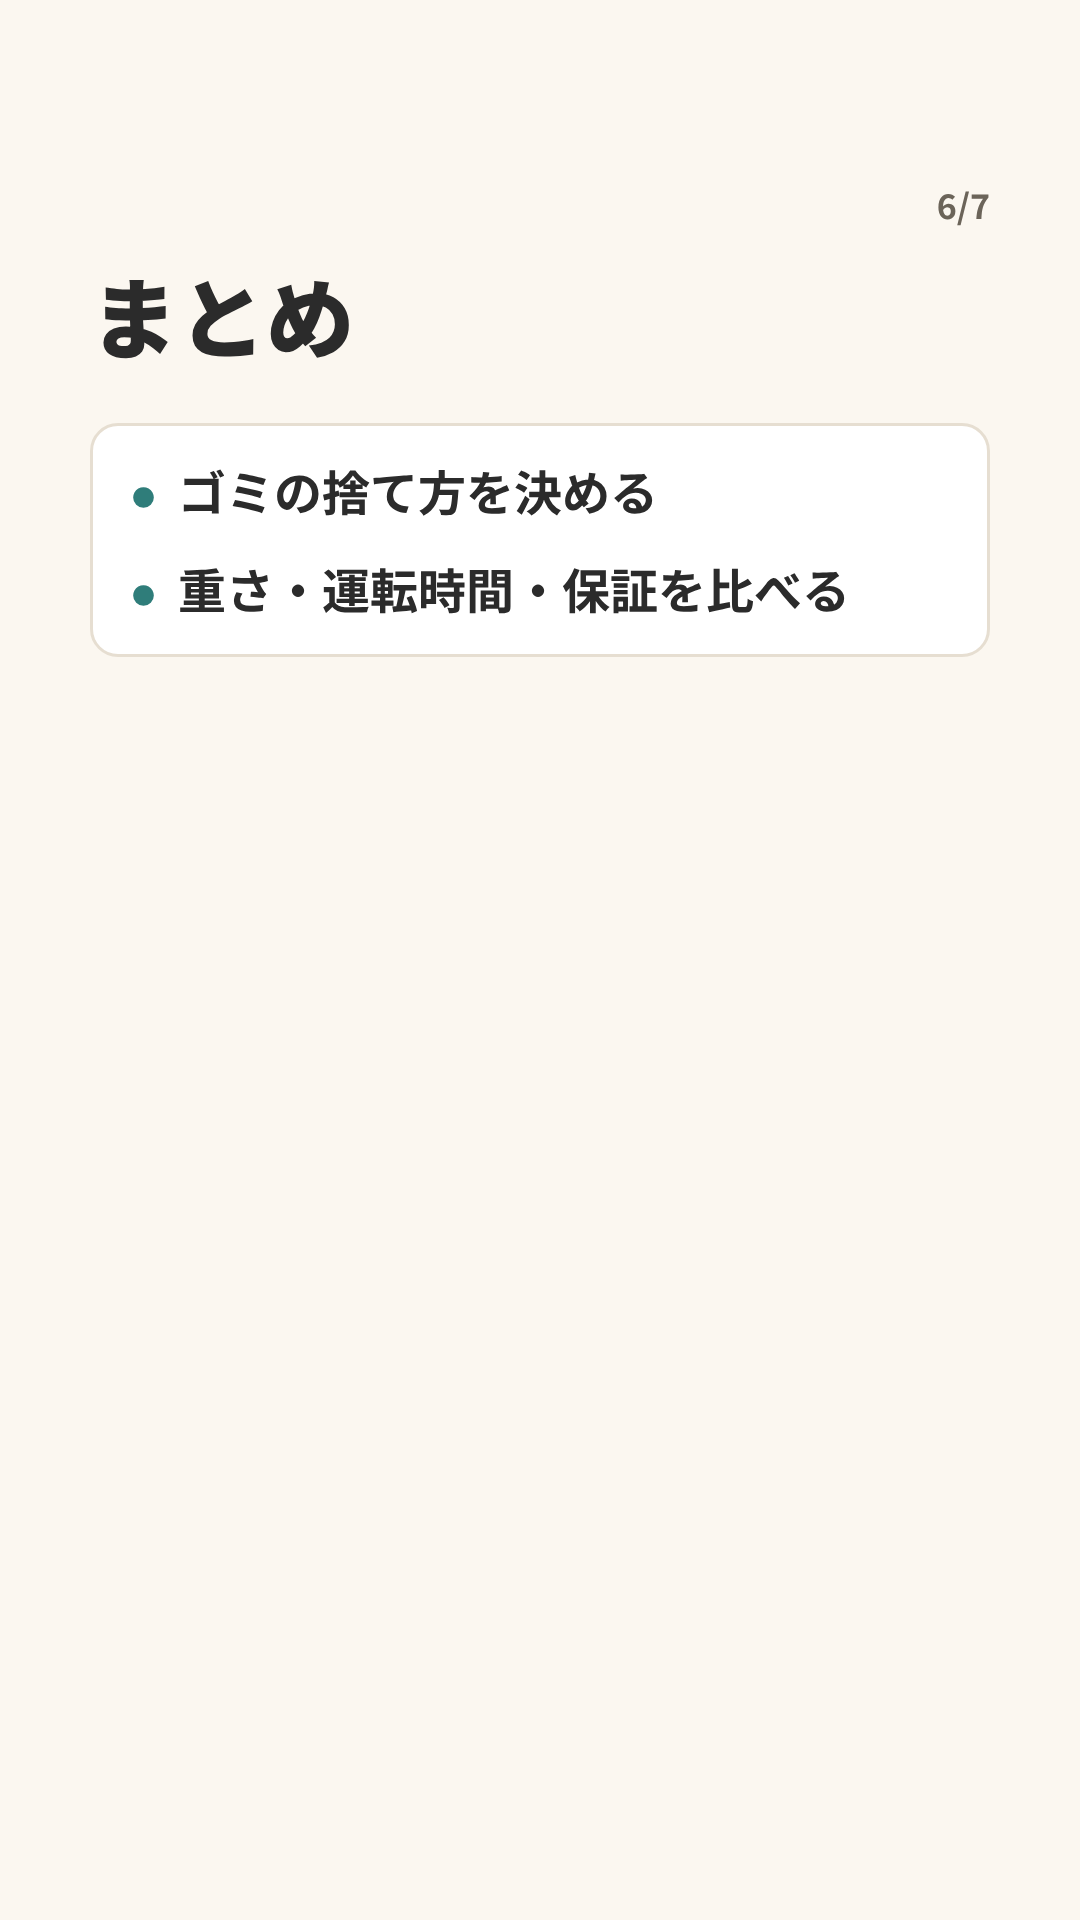 6/7
まとめ
● ゴミの捨て方を決める
● 重さ・運転時間・保証を比べる